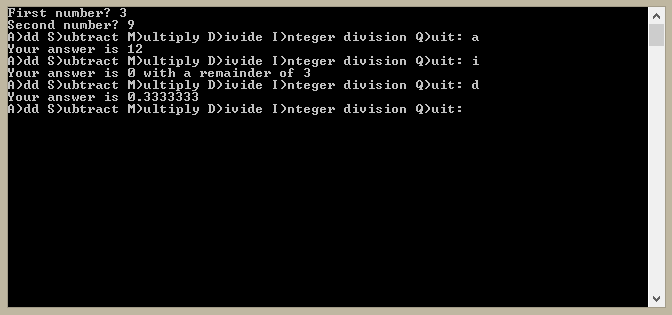 First number? 3
Second number? 9
A)dd S)ubtract M)ultiply D)ivide I)nteger division Q)uit: a
Your answer is 12
A)dd S)ubtract M)ultiply D)ivide I)nteger division Q)uit: i
Your answer is 0 with a remainder of 3
A)dd S)ubtract M)ultiply D)ivide I)nteger division Q)uit: d
Your answer is 0.3333333
A)dd S)ubtract M)ultiply D)ivide I)nteger division Q)uit: